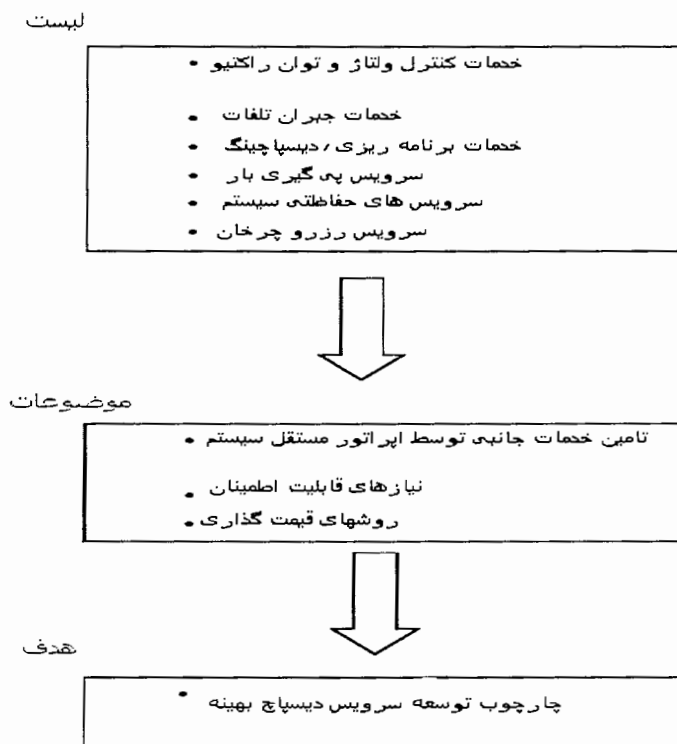 لیست
• خدمات کنترل ولتاژ و توان راکتیو
• خدمات جبران تلفات
• خدمات برنامه ریزی/دیسپاچینگ
• سرویس پی گیری بار
• سرویس های حفاظتی سیستم
• سرویس رزرو چرخان
موضوعات
• تامین خدمات جانبی توسط اپراتور مستقل سیستم
• نیازهای قابلیت اطمینان
• روشهای قیمت گذاری
هدف
• چارچوب توسعه سرویس دیسپاچ بهینه